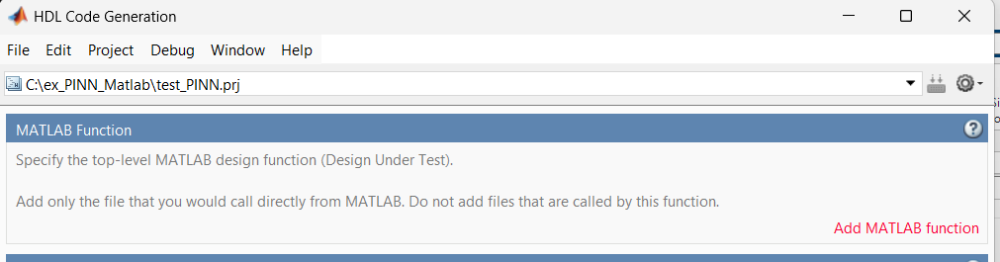 HDL Code Generation
File Edit Project Debug Window Help
C:\ex_PINN_Matlab\test_PINN.prj
MATLAB Function
?
Specify the top-level MATLAB design function (Design Under Test).
Add only the file that you would call directly from MATLAB. Do not add files that are called by this function.
Add MATLAB function